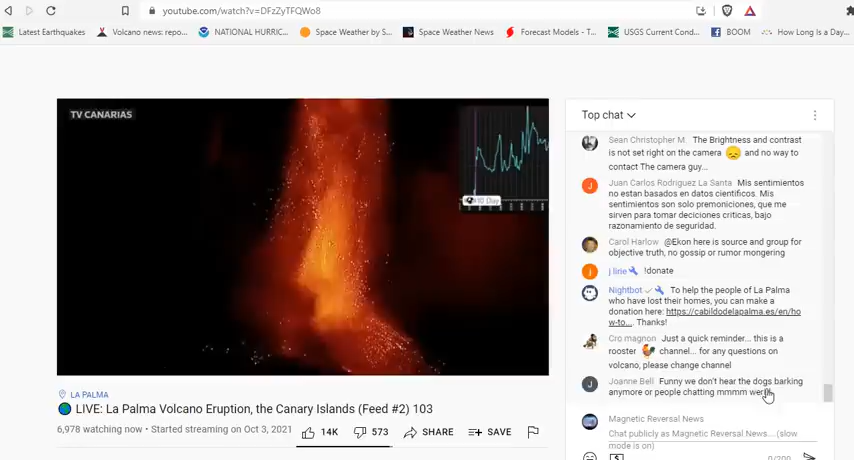 youtube.com/watch?v=DFzZyTFQWo8
Latest Earthquakes
Volcano news: repo...
NATIONAL HURRIC...
Space Weather by S...
Space Weather News
Forecast Models - T...
USGS Current Cond...
BOOM
How Long Is a Day...
TV CANARIAS
10 Day
Top chat
Sean Christopher M. The Brightness and contrast
is not set right on the camera 😞 and no way to
contact The camera guy...
Juan Carlos Rodriguez La Santa Mis sentimientos
no estan basados en datos cientificos. Mis
sentimientos son solo premoniciones, que me
sirven para tomar deciciones criticas, bajo
razonamiento de seguridad.
Carol Harlow @Ekon here is source and group for
objective truth, no gossip or rumor mongering
j lirie !donate
Nightbot To help the people of La Palma
who have lost their homes, you can make a
donation here: https://cabildodelapalma.es/en/ho
w-to... Thanks!
Cro magnon Just a quick reminder... this is a
rooster 🐓 channel... for any questions on
volcano, please change channel
Joanne Bell Funny we don't hear the dogs barking
anymore or people chatting mmmm
Magnetic Reversal News
Chat publicly as Magnetic Reversal News... (slow
mode is on)
0/200
LA PALMA
🌍 LIVE: La Palma Volcano Eruption, the Canary Islands (Feed #2) 103
6,978 watching now • Started streaming on Oct 3, 2021
14K
573
SHARE
SAVE